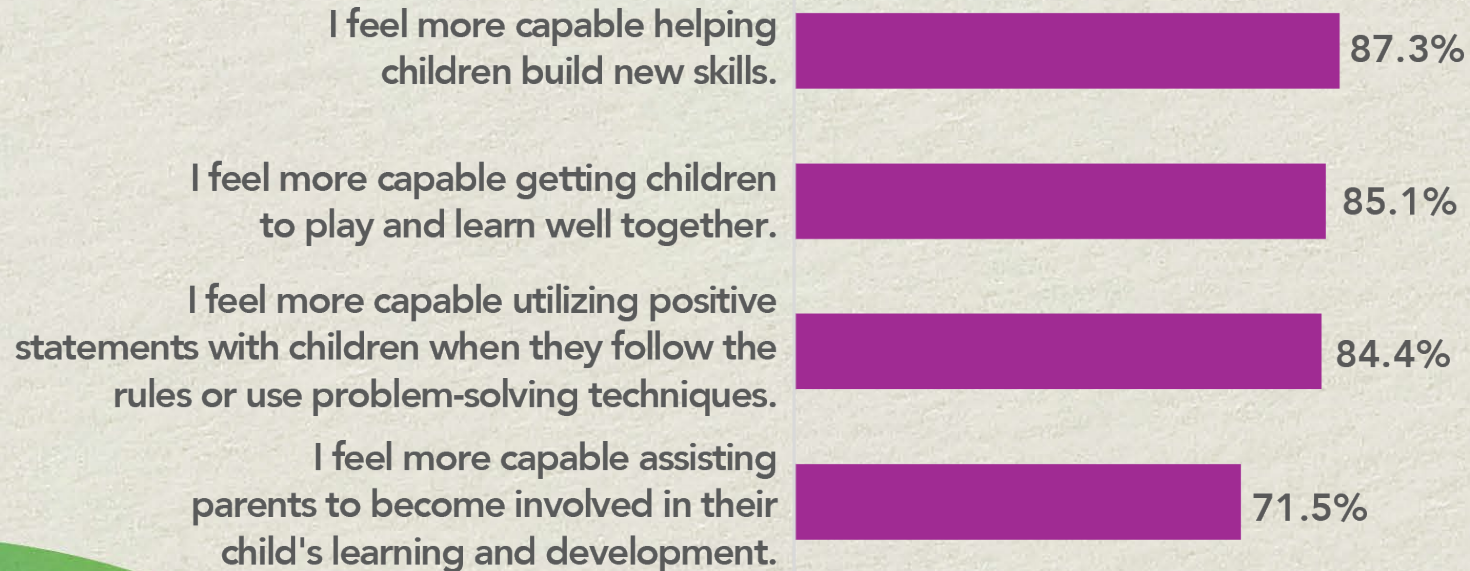 I feel more capable helping
children build new skills.
87.3%
I feel more capable getting children
to play and learn well together.
85.1%
I feel more capable utilizing positive
statements with children when they follow the
rules or use problem-solving techniques.
84.4%
I feel more capable assisting
parents to become involved in their
child's learning and development.
71.5%